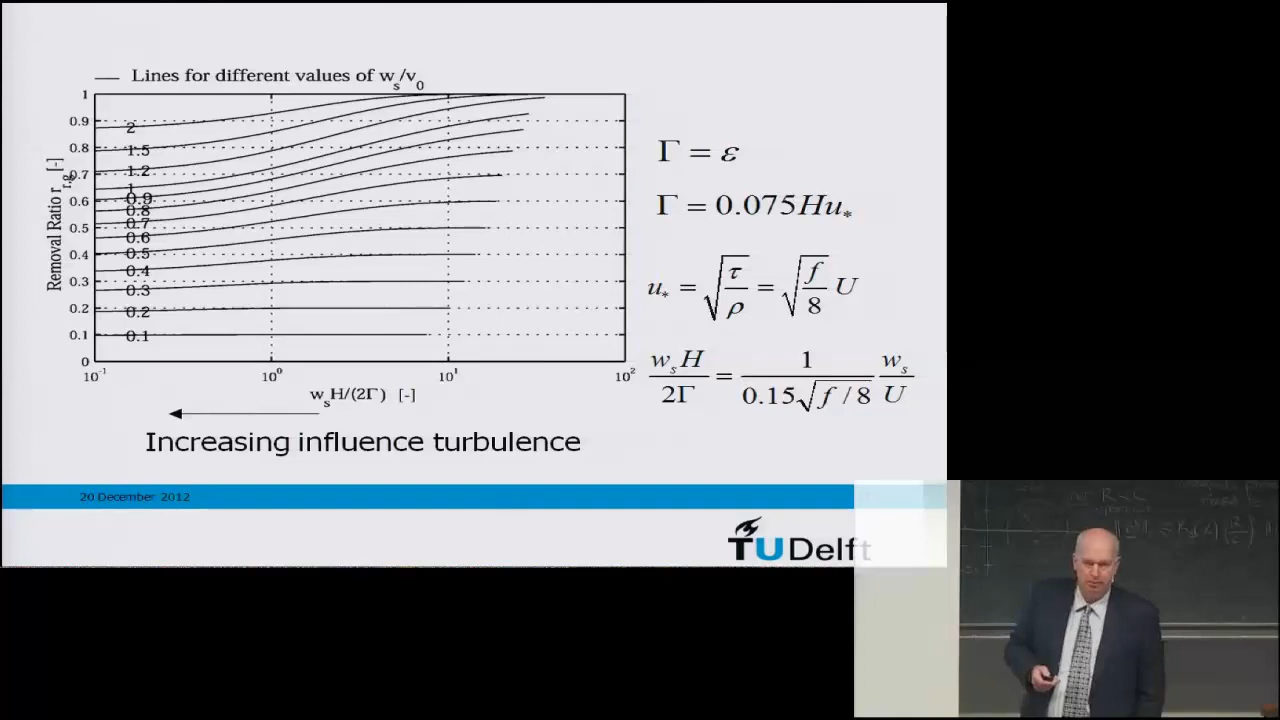 Lines for different values of w_s/v_0
Removal Ratio r_{r,g} [-]
1
0.9
0.8
0.7
0.6
0.5
0.4
0.3
0.2
0.1
0
2
1.5
1.2
1
0.9
0.8
0.7
0.6
0.5
0.4
0.3
0.2
0.1
10^{-1} 10^0 10^1 10^2
w_sH/(2Γ) [-]
Increasing influence turbulence
Γ = ε
Γ = 0.075Hu_*
u_* = √(τ/ρ) = √(f/8) U
w_s H / 2Γ = 1 / 0.15√(f/8) w_s / U
20 December 2012
TUDelft